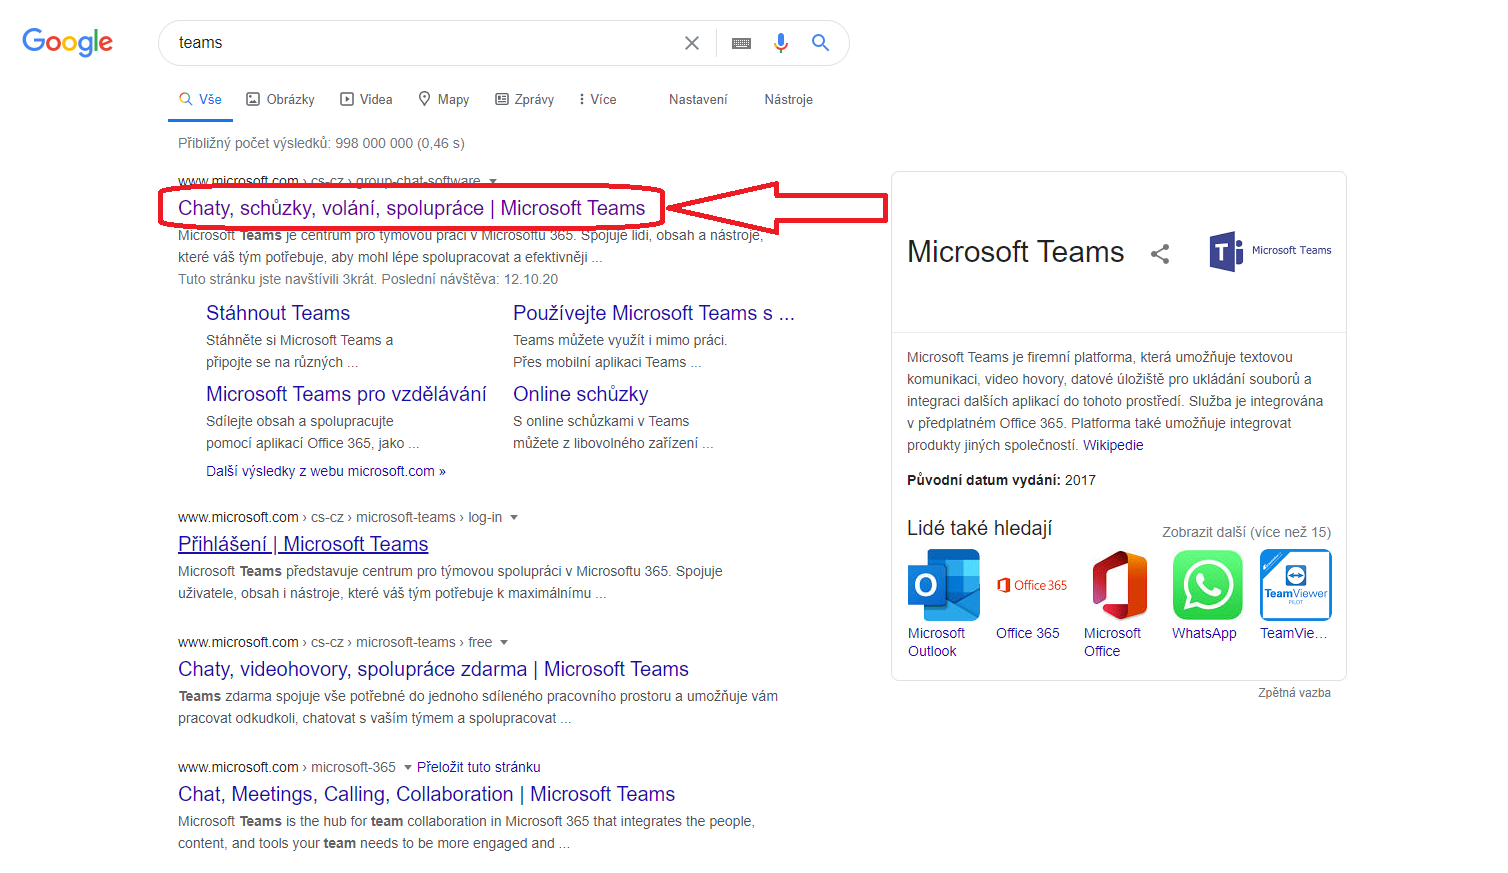 Google
teams
Vše Obrázky Videa Mapy Zprávy Více Nastavení Nástroje
Přibližný počet výsledků: 998 000 000 (0,46 s)
www.microsoft.com › cs-cz › group-chat-software
Chaty, schůzky, volání, spolupráce | Microsoft Teams
Microsoft Teams je centrum pro týmovou práci v Microsoftu 365. Spojuje lidi, obsah a nástroje,
které váš tým potřebuje, aby mohl lépe spolupracovat a efektivněji ...
Tuto stránku jste navštívili 3krát. Poslední návštěva: 12.10.20
Stáhnout Teams
Stáhněte si Microsoft Teams a
připojte se na různých ...
Používejte Microsoft Teams s ...
Teams můžete využít i mimo práci.
Přes mobilní aplikaci Teams ...
Microsoft Teams pro vzdělávání
Sdílejte obsah a spolupracujte
pomocí aplikací Office 365, jako ...
Online schůzky
S online schůzkami v Teams
můžete z libovolného zařízení ...
Další výsledky z webu microsoft.com »
www.microsoft.com › cs-cz › microsoft-teams › log-in
Přihlášení | Microsoft Teams
Microsoft Teams představuje centrum pro týmovou spolupráci v Microsoftu 365. Spojuje
uživatele, obsah i nástroje, které váš tým potřebuje k maximálnímu ...
www.microsoft.com › cs-cz › microsoft-teams › free
Chaty, videohovory, spolupráce zdarma | Microsoft Teams
Teams zdarma spojuje vše potřebné do jednoho sdíleného pracovního prostoru a umožňuje vám
pracovat odkudkoli, chatovat s vaším týmem a spolupracovat ...
www.microsoft.com › microsoft-365 Přeložit tuto stránku
Chat, Meetings, Calling, Collaboration | Microsoft Teams
Microsoft Teams is the hub for team collaboration in Microsoft 365 that integrates the people,
content, and tools your team needs to be more engaged and ...
Microsoft Teams
T Microsoft Teams
Microsoft Teams je firemní platforma, která umožňuje textovou
komunikaci, video hovory, datové úložiště pro ukládání souborů a
integraci dalších aplikací do tohoto prostředí. Služba je integrována
v předplatném Office 365. Platforma také umožňuje integrovat
produkty jiných společností. Wikipedie
Původní datum vydání: 2017
Lidé také hledají
Zobrazit další (více než 15)
O
Office 365
TeamViewer
PILOT
Microsoft
Outlook
Office 365
Microsoft
Office
WhatsApp
TeamVie...
Zpětná vazba